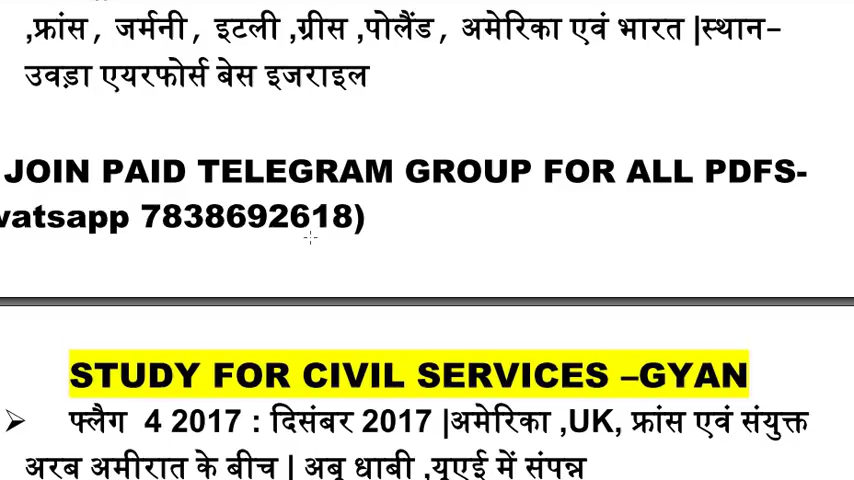 ,फ्रांस, जर्मनी, इटली ,ग्रीस ,पोलैंड, अमेरिका एवं भारत |स्थान–
उवड़ा एयरफोर्स बेस इजराइल
JOIN PAID TELEGRAM GROUP FOR ALL PDFS-
vatsapp 7838692618)
STUDY FOR CIVIL SERVICES –GYAN
➢ फ्लैग 4 2017 : दिसंबर 2017 |अमेरिका ,UK, फ्रांस एवं संयुक्त
अरब अमीरात के बीच | अबू धाबी ,यूएई में संपन्न